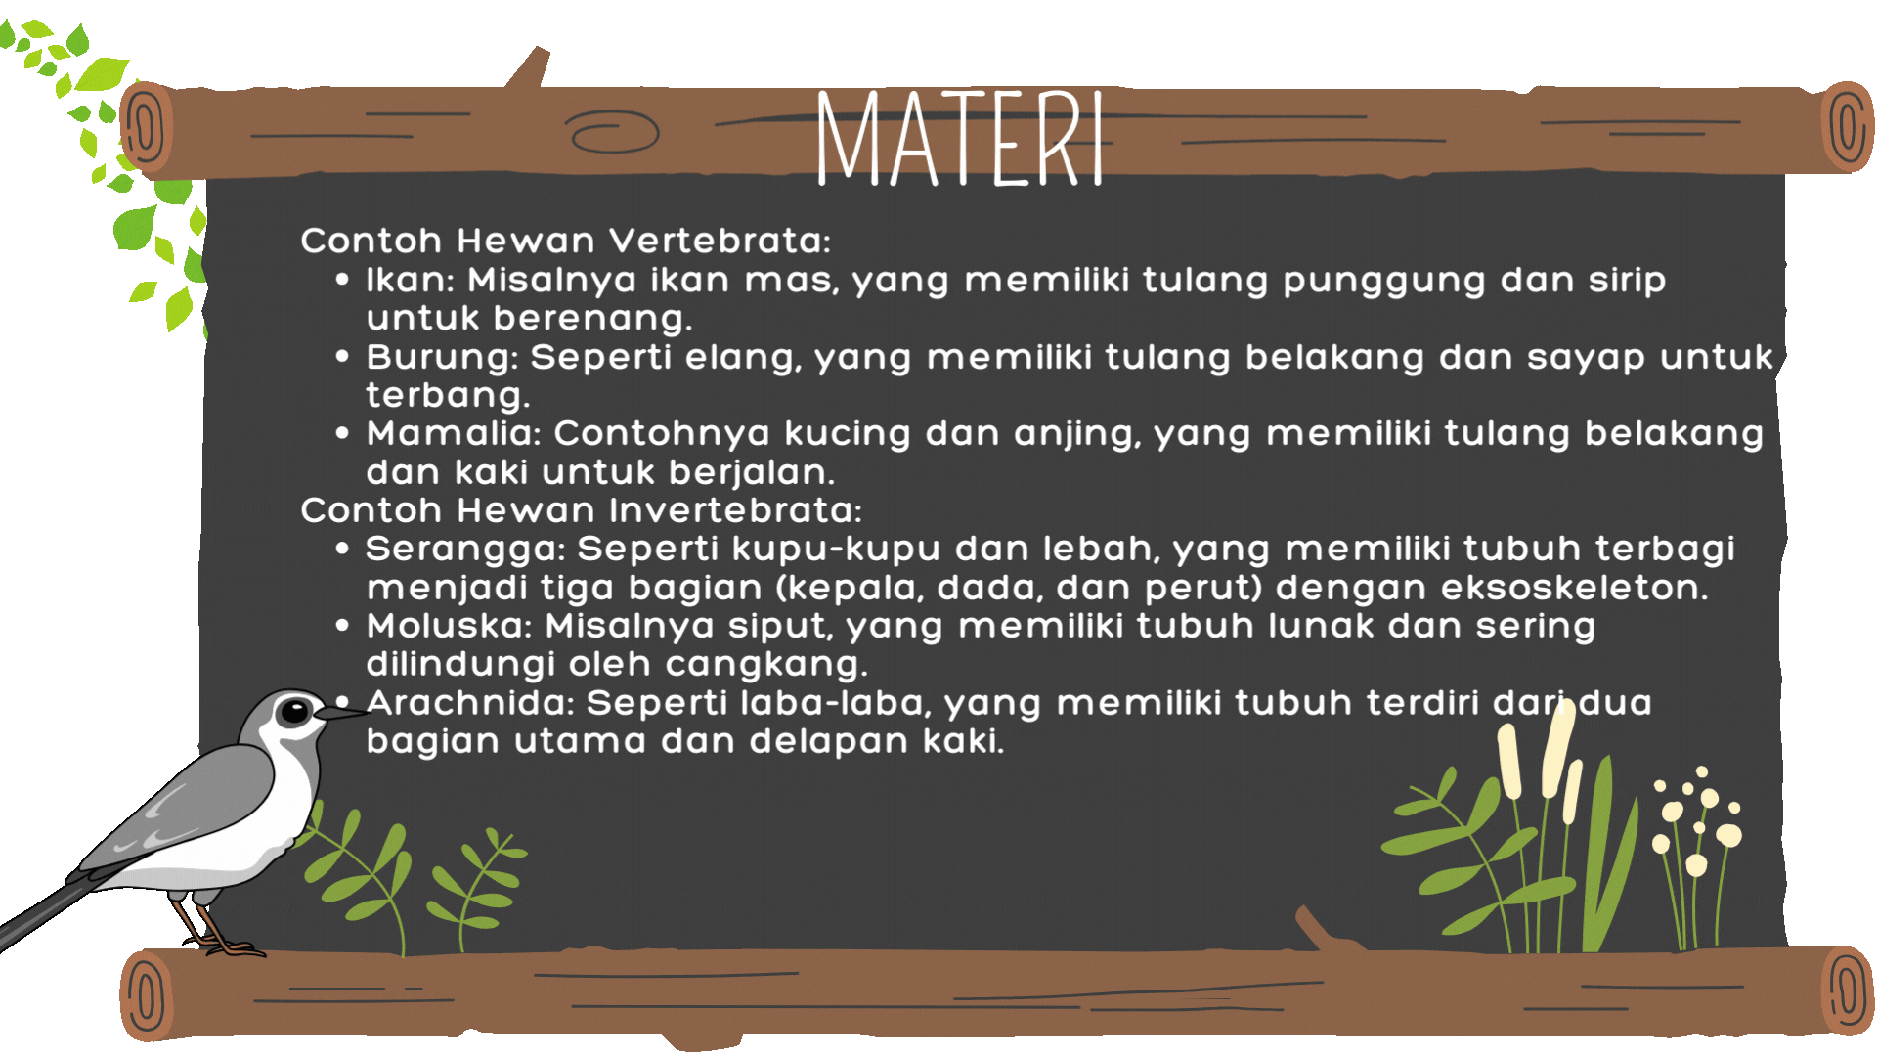 MATERI
Contoh Hewan Vertebrata:
• Ikan: Misalnya ikan mas, yang memiliki tulang punggung dan sirip
untuk berenang.
• Burung: Seperti elang, yang memiliki tulang belakang dan sayap untuk
terbang.
• Mamalia: Contohnya kucing dan anjing, yang memiliki tulang belakang
dan kaki untuk berjalan.
Contoh Hewan Invertebrata:
• Serangga: Seperti kupu-kupu dan lebah, yang memiliki tubuh terbagi
menjadi tiga bagian (kepala, dada, dan perut) dengan eksoskeleton.
• Moluska: Misalnya siput, yang memiliki tubuh lunak dan sering
dilindungi oleh cangkang.
• Arachnida: Seperti laba-laba, yang memiliki tubuh terdiri dari dua
bagian utama dan delapan kaki.